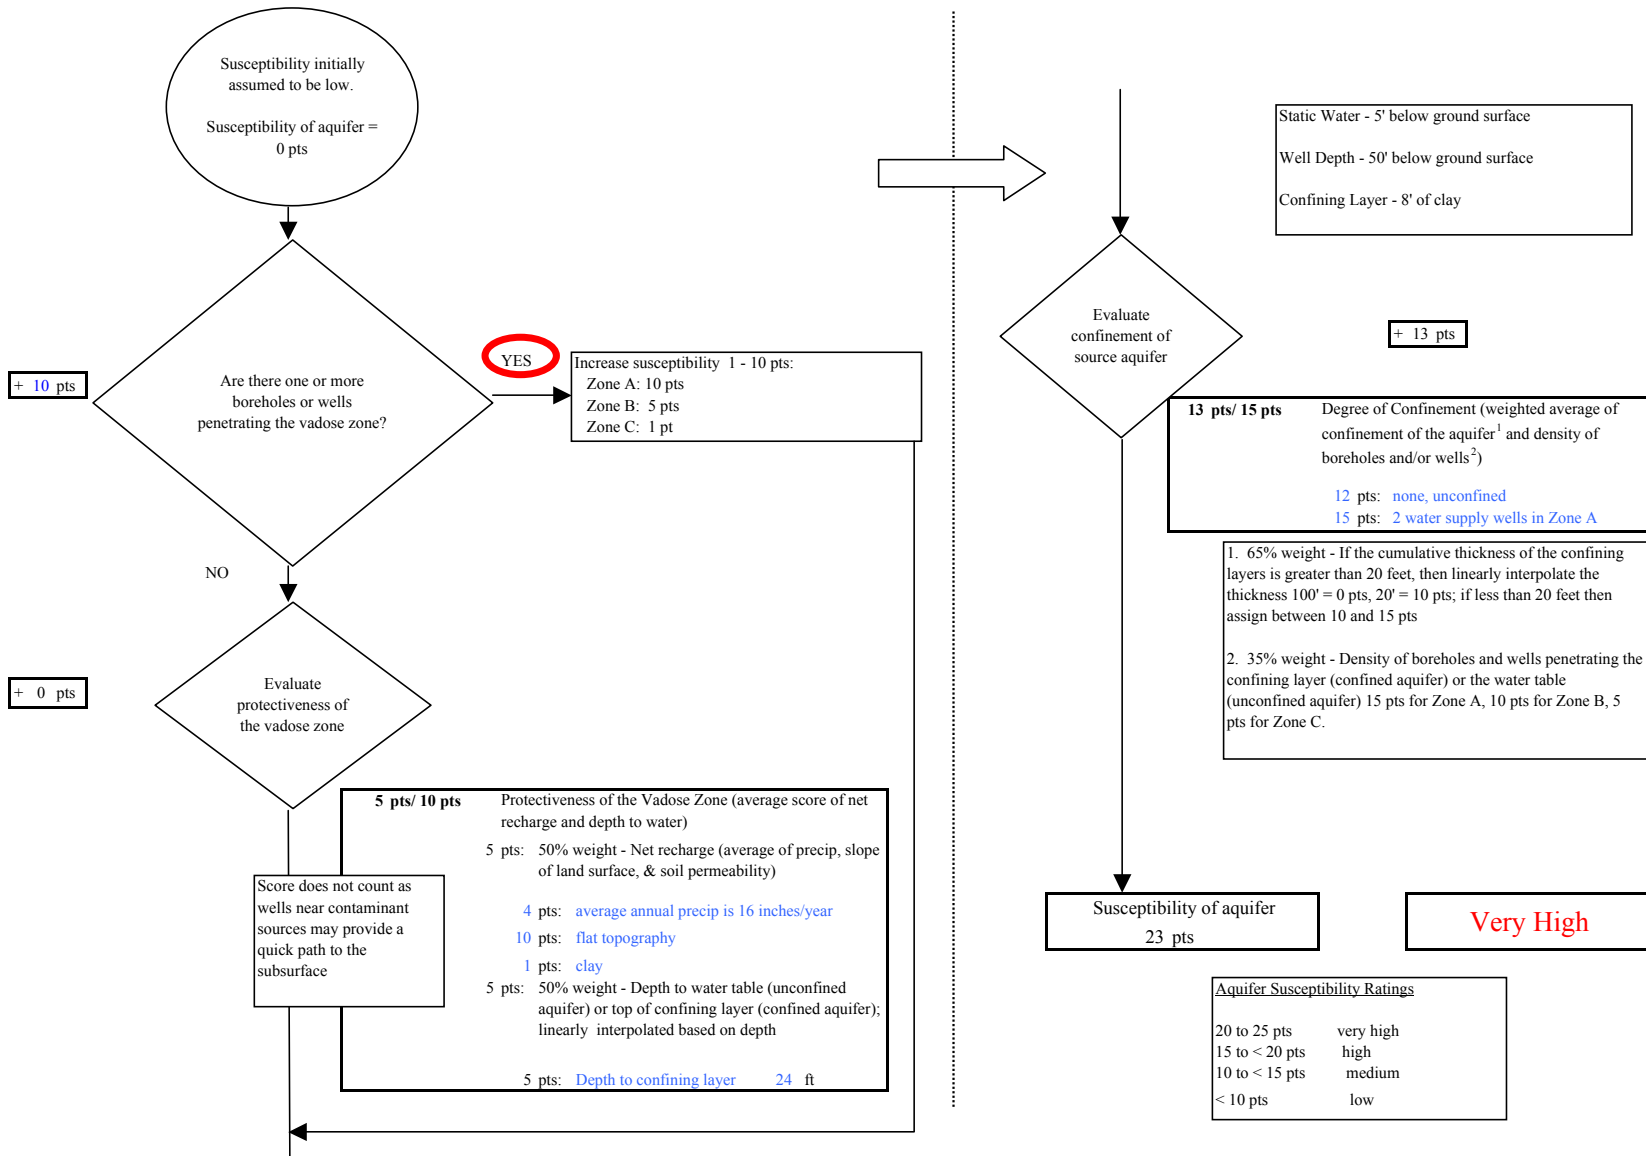 Susceptibility initially
assumed to be low.
Susceptibility of aquifer =
0 pts
+ 10 pts
Are there one or more
boreholes or wells
penetrating the vadose zone?
YES
Increase susceptibility 1 - 10 pts:
Zone A: 10 pts
Zone B: 5 pts
Zone C: 1 pt
NO
+ 0 pts
Evaluate
protectiveness of
the vadose zone
5 pts/ 10 pts Protectiveness of the Vadose Zone (average score of net
recharge and depth to water)
5 pts: 50% weight - Net recharge (average of precip, slope
of land surface, & soil permeability)
4 pts: average annual precip is 16 inches/year
10 pts: flat topography
1 pts: clay
5 pts: 50% weight - Depth to water table (unconfined
aquifer) or top of confining layer (confined aquifer);
linearly interpolated based on depth
5 pts: Depth to confining layer 24 ft
Score does not count as
wells near contaminant
sources may provide a
quick path to the
subsurface
Static Water - 5' below ground surface
Well Depth - 50' below ground surface
Confining Layer - 8' of clay
Evaluate
confinement of
source aquifer
+ 13 pts
13 pts/ 15 pts Degree of Confinement (weighted average of
confinement of the aquifer1 and density of
boreholes and/or wells2)
12 pts: none, unconfined
15 pts: 2 water supply wells in Zone A
1. 65% weight - If the cumulative thickness of the confining
layers is greater than 20 feet, then linearly interpolate the
thickness 100' = 0 pts, 20' = 10 pts; if less than 20 feet then
assign between 10 and 15 pts
2. 35% weight - Density of boreholes and wells penetrating the
confining layer (confined aquifer) or the water table
(unconfined aquifer) 15 pts for Zone A, 10 pts for Zone B, 5
pts for Zone C.
Susceptibility of aquifer
23 pts
Very High
Aquifer Susceptibility Ratings
20 to 25 pts very high
15 to < 20 pts high
10 to < 15 pts medium
< 10 pts low